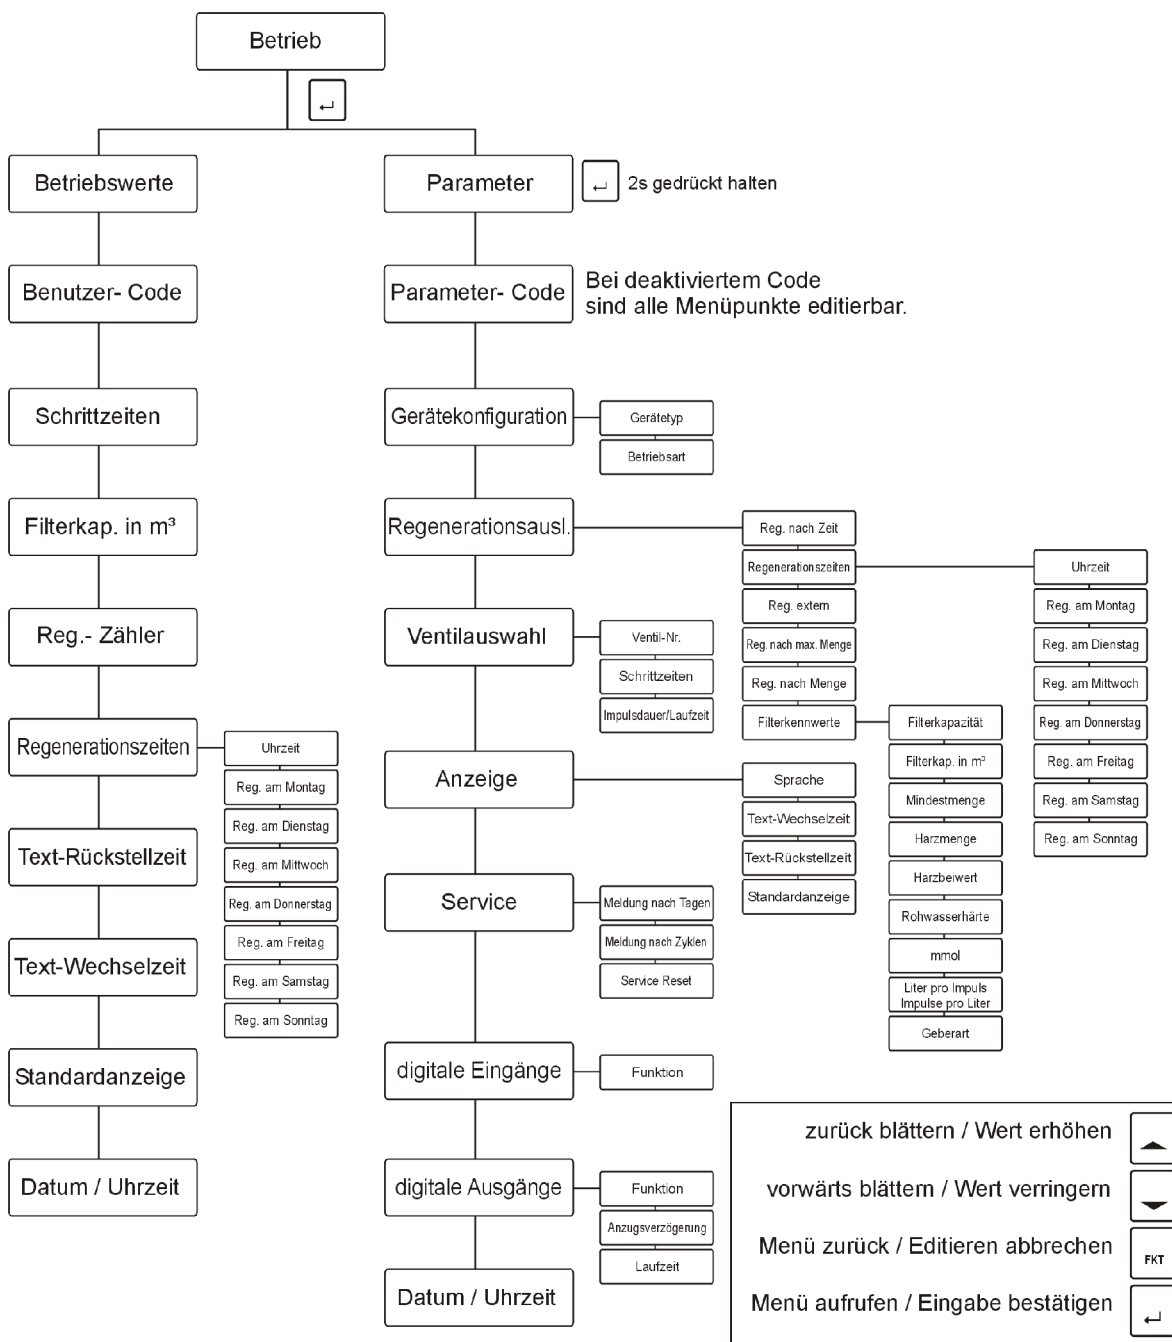 Betrieb
↵
Betriebswerte
Benutzer- Code
Schrittzeiten
Filterkap. in m³
Reg.- Zähler
Regenerationszeiten
Uhrzeit
Reg. am Montag
Reg. am Dienstag
Reg. am Mittwoch
Reg. am Donnerstag
Reg. am Freitag
Reg. am Samstag
Reg. am Sonntag
Text-Rückstellzeit
Text-Wechselzeit
Standardanzeige
Datum / Uhrzeit
Parameter
↵ 2s gedrückt halten
Parameter- Code
Bei deaktiviertem Code
sind alle Menüpunkte editierbar.
Gerätekonfiguration
Gerätetyp
Betriebsart
Regenerationsausl.
Reg. nach Zeit
Regenerationszeiten
Uhrzeit
Reg. am Montag
Reg. am Dienstag
Reg. am Mittwoch
Reg. am Donnerstag
Reg. am Freitag
Reg. am Samstag
Reg. am Sonntag
Reg. extern
Reg. nach max. Menge
Reg. nach Menge
Filterkennwerte
Filterkapazität
Filterkap. in m³
Mindestmenge
Harzmenge
Harzbeiwert
Rohwasserhärte
mmol
Liter pro Impuls
Impulse pro Liter
Geberart
Ventilauswahl
Ventil-Nr.
Schrittzeiten
Impulsdauer/Laufzeit
Anzeige
Sprache
Text-Wechselzeit
Text-Rückstellzeit
Standardanzeige
Service
Meldung nach Tagen
Meldung nach Zyklen
Service Reset
digitale Eingänge
Funktion
digitale Ausgänge
Funktion
Anzugsverzögerung
Laufzeit
Datum / Uhrzeit
zurück blättern / Wert erhöhen
vorwärts blättern / Wert verringern
Menü zurück / Editieren abbrechen FKT
Menü aufrufen / Eingabe bestätigen ↵